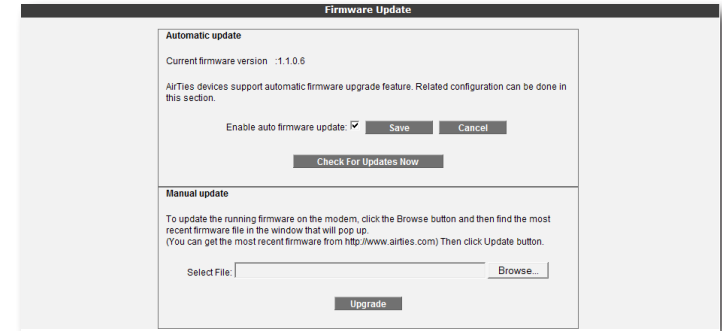 Firmware Update
Automatic update
Current firmware version :1.1.0.6
AirTies devices support automatic firmware upgrade feature. Related configuration can be done in
this section.
Enable auto firmware update: Save Cancel
Check For Updates Now
Manual update
To update the running firmware on the modem, click the Browse button and then find the most
recent firmware file in the window that will pop up.
(You can get the most recent firmware from http://www.airties.com) Then click Update button.
Select File: Browse...
Upgrade